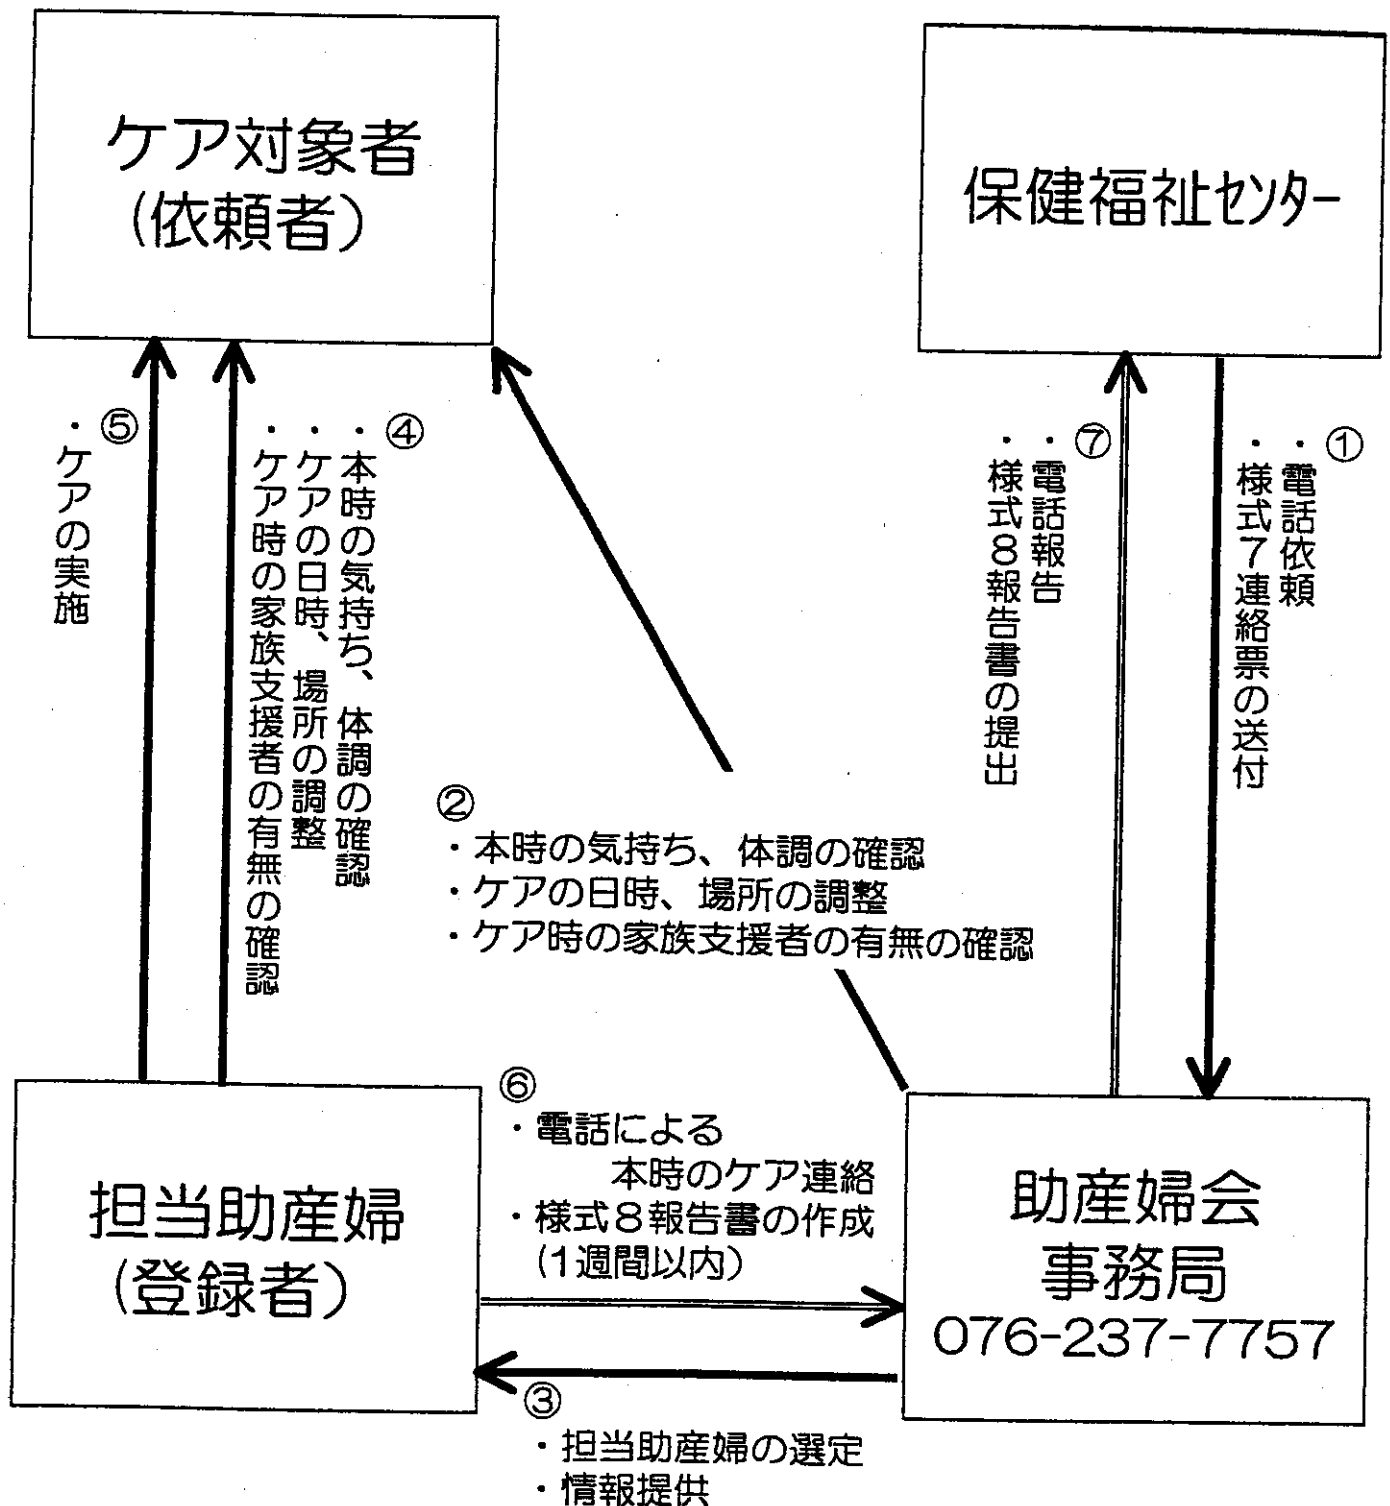 ケア対象者
(依頼者)
保健福祉センター
①
・電話依頼
・様式7連絡票の送付
⑦
・電話報告
・様式8報告書の提出
④
・本時の気持ち、体調の確認
・ケアの日時、場所の調整
・ケア時の家族支援者の有無の確認
⑤
・ケアの実施
②
・本時の気持ち、体調の確認
・ケアの日時、場所の調整
・ケア時の家族支援者の有無の確認
⑥
・電話による
本時のケア連絡
・様式8報告書の作成
(1週間以内)
担当助産婦
(登録者)
助産婦会
事務局
076-237-7757
③
・担当助産婦の選定
・情報提供